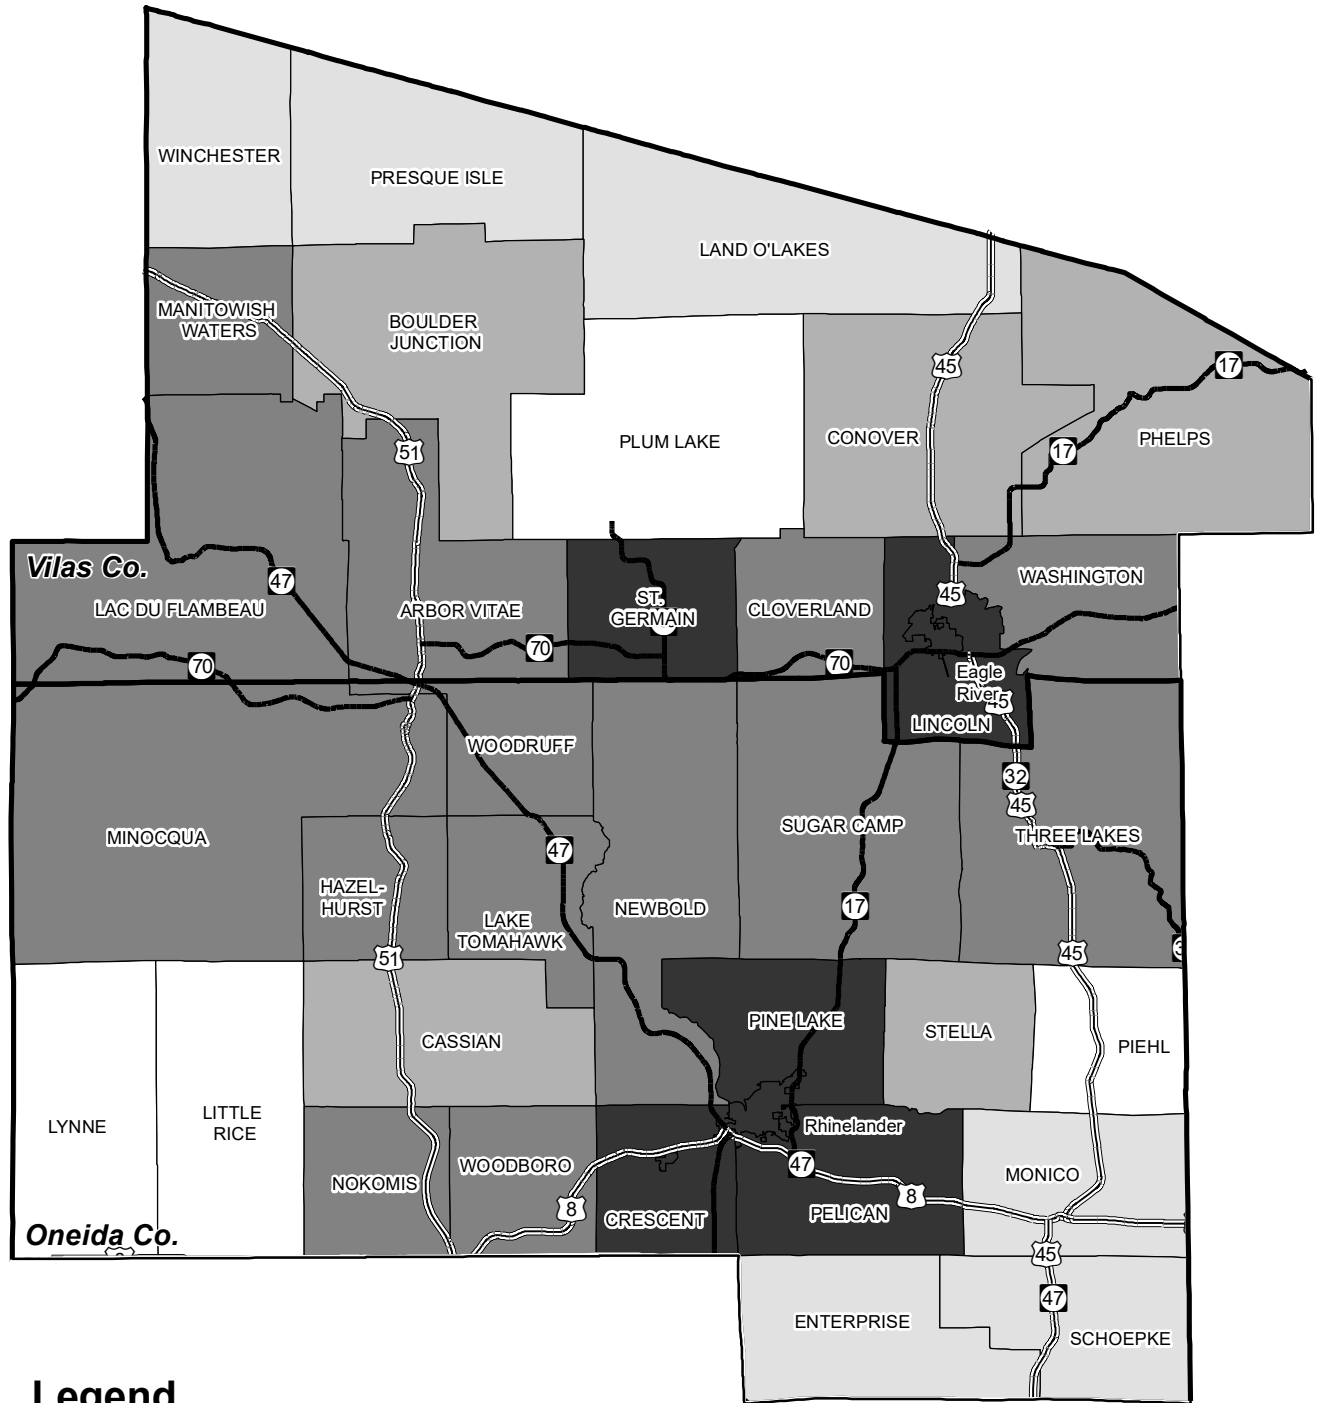 WINCHESTER
PRESQUE ISLE
LAND O'LAKES
MANITOWISH
WATERS
BOULDER
JUNCTION
45
17
PLUM LAKE
CONOVER
PHELPS
51
17
Vilas Co.
47
LAC DU FLAMBEAU
ARBOR VITAE
ST.
GERMAIN
CLOVERLAND
45
WASHINGTON
70
70
70
Eagle
River
45
LINCOLN
WOODRUFF
32
45
MINOCQUA
SUGAR CAMP
THREE LAKES
47
HAZEL-
HURST
LAKE
TOMAHAWK
NEWBOLD
17
51
45
CASSIAN
PINE LAKE
STELLA
PIEHL
LYNNE
LITTLE
RICE
Rhinelander
NOKOMIS
WOODBORO
47
MONICO
8
8
CRESCENT
PELICAN
Oneida Co.
45
47
ENTERPRISE
SCHOEPKE
Legend